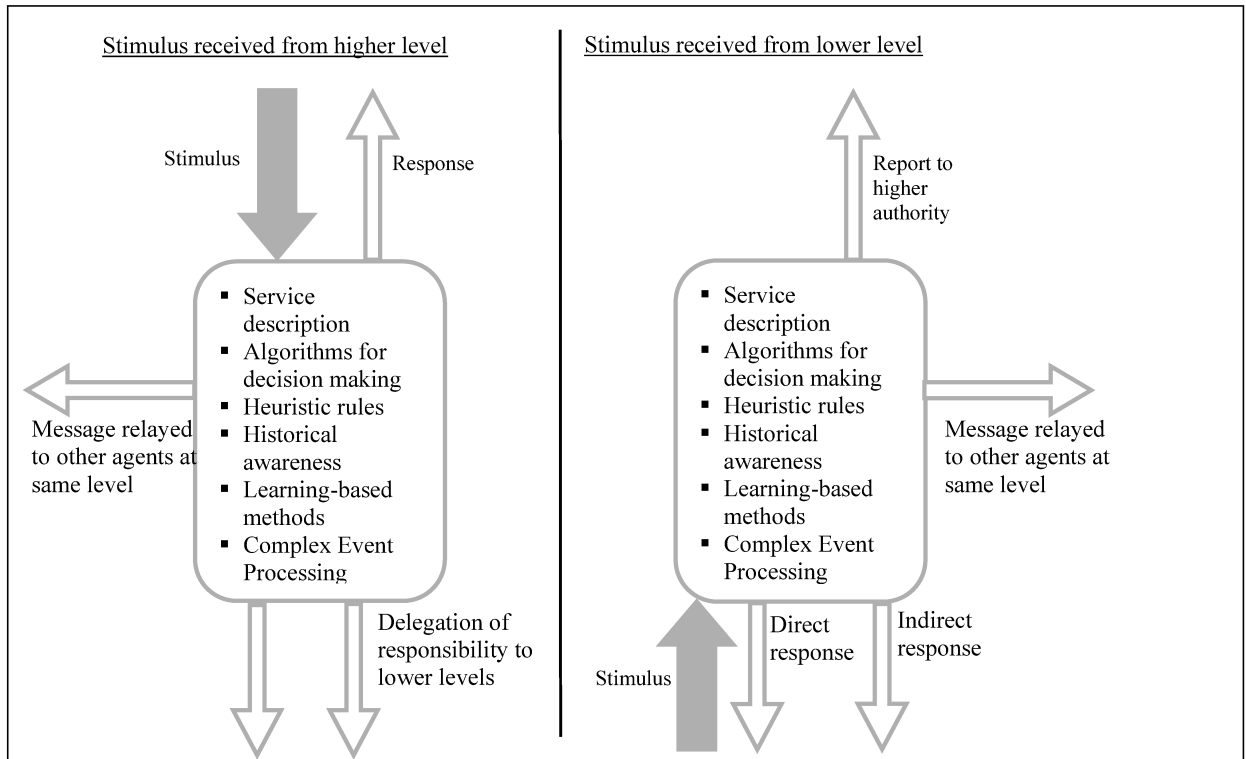 Stimulus received from higher level
Stimulus
Response
▪ Service
description
▪ Algorithms for
decision making
▪ Heuristic rules
▪ Historical
awareness
▪ Learning-based
methods
▪ Complex Event
Processing
Message relayed
to other agents at
same level
Delegation of
responsibility to
lower levels
Stimulus received from lower level
Report to
higher
authority
▪ Service
description
▪ Algorithms for
decision making
▪ Heuristic rules
▪ Historical
awareness
▪ Learning-based
methods
▪ Complex Event
Processing
Message relayed
to other agents at
same level
Stimulus
Direct
response
Indirect
response